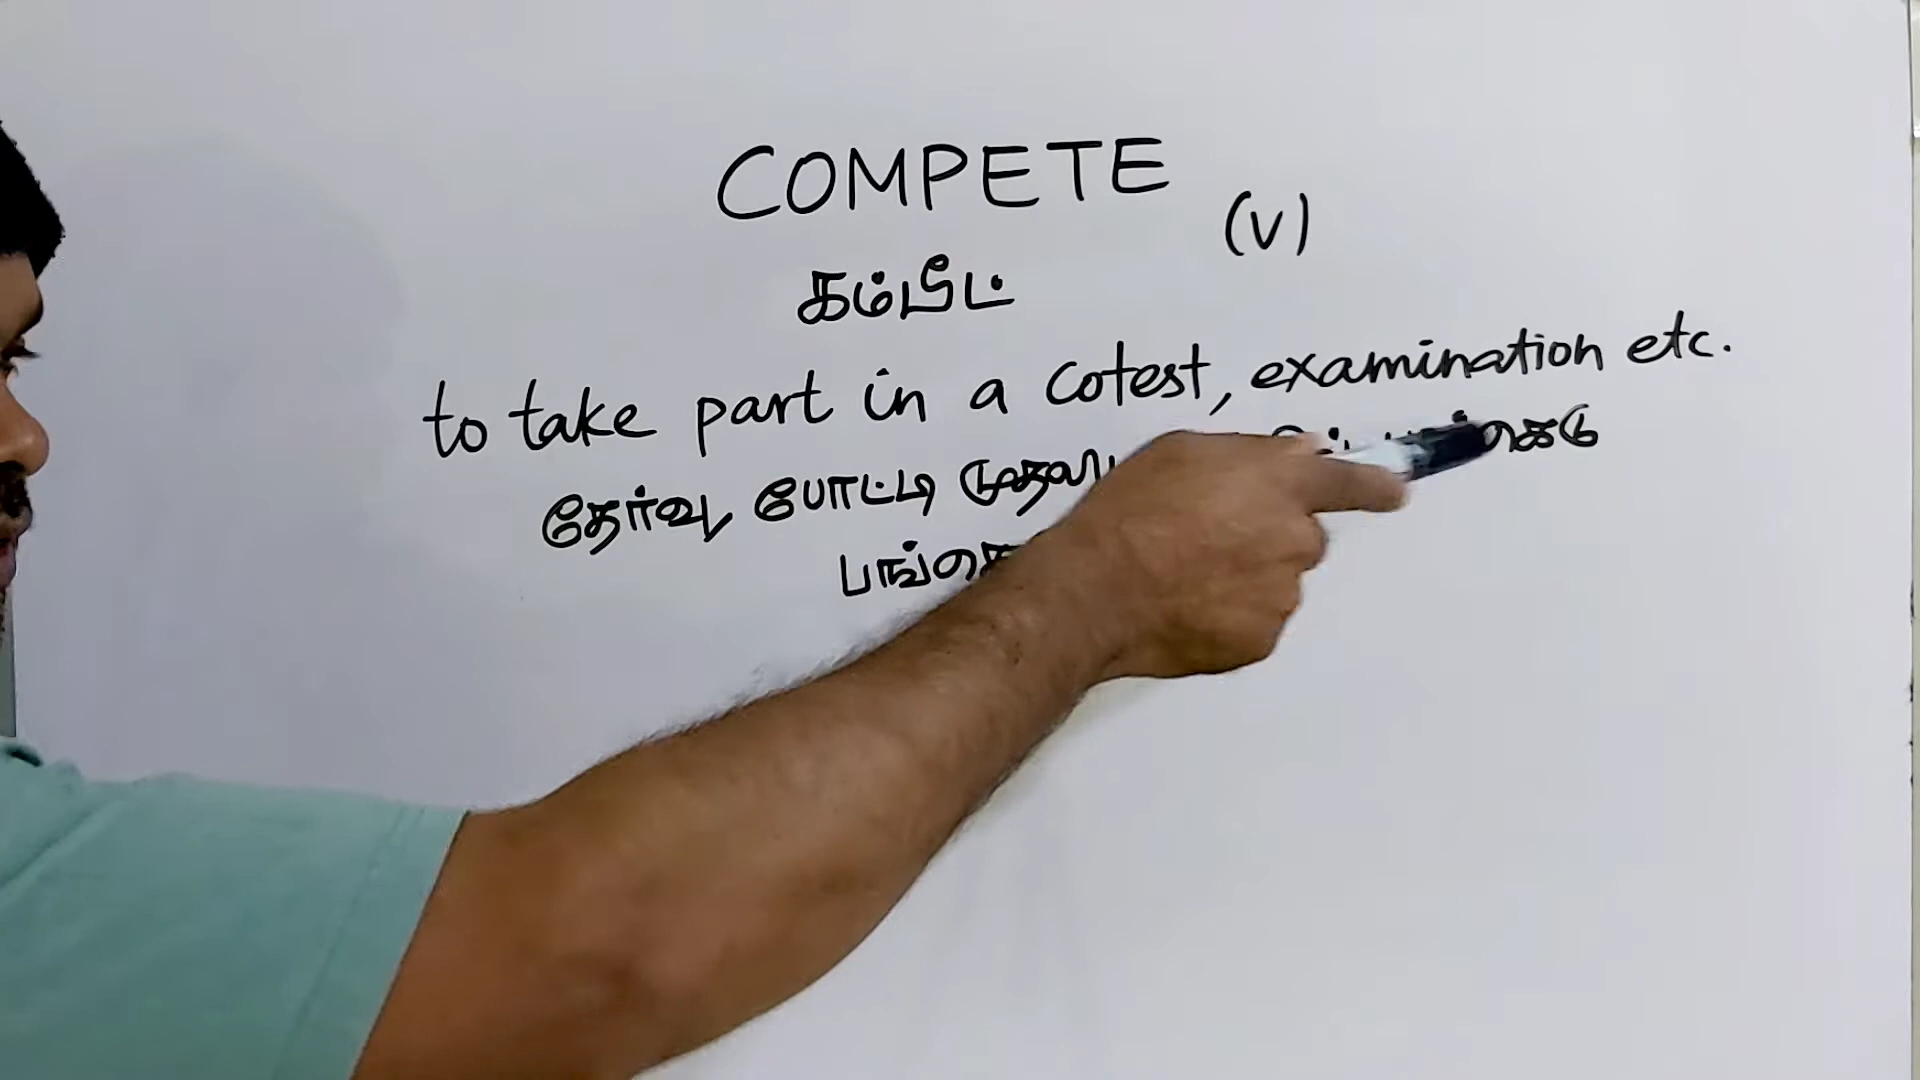 COMPETE
(V)
கம்பீட்
to take part in a cotest, examination etc.
தேர்வு, போட்டி